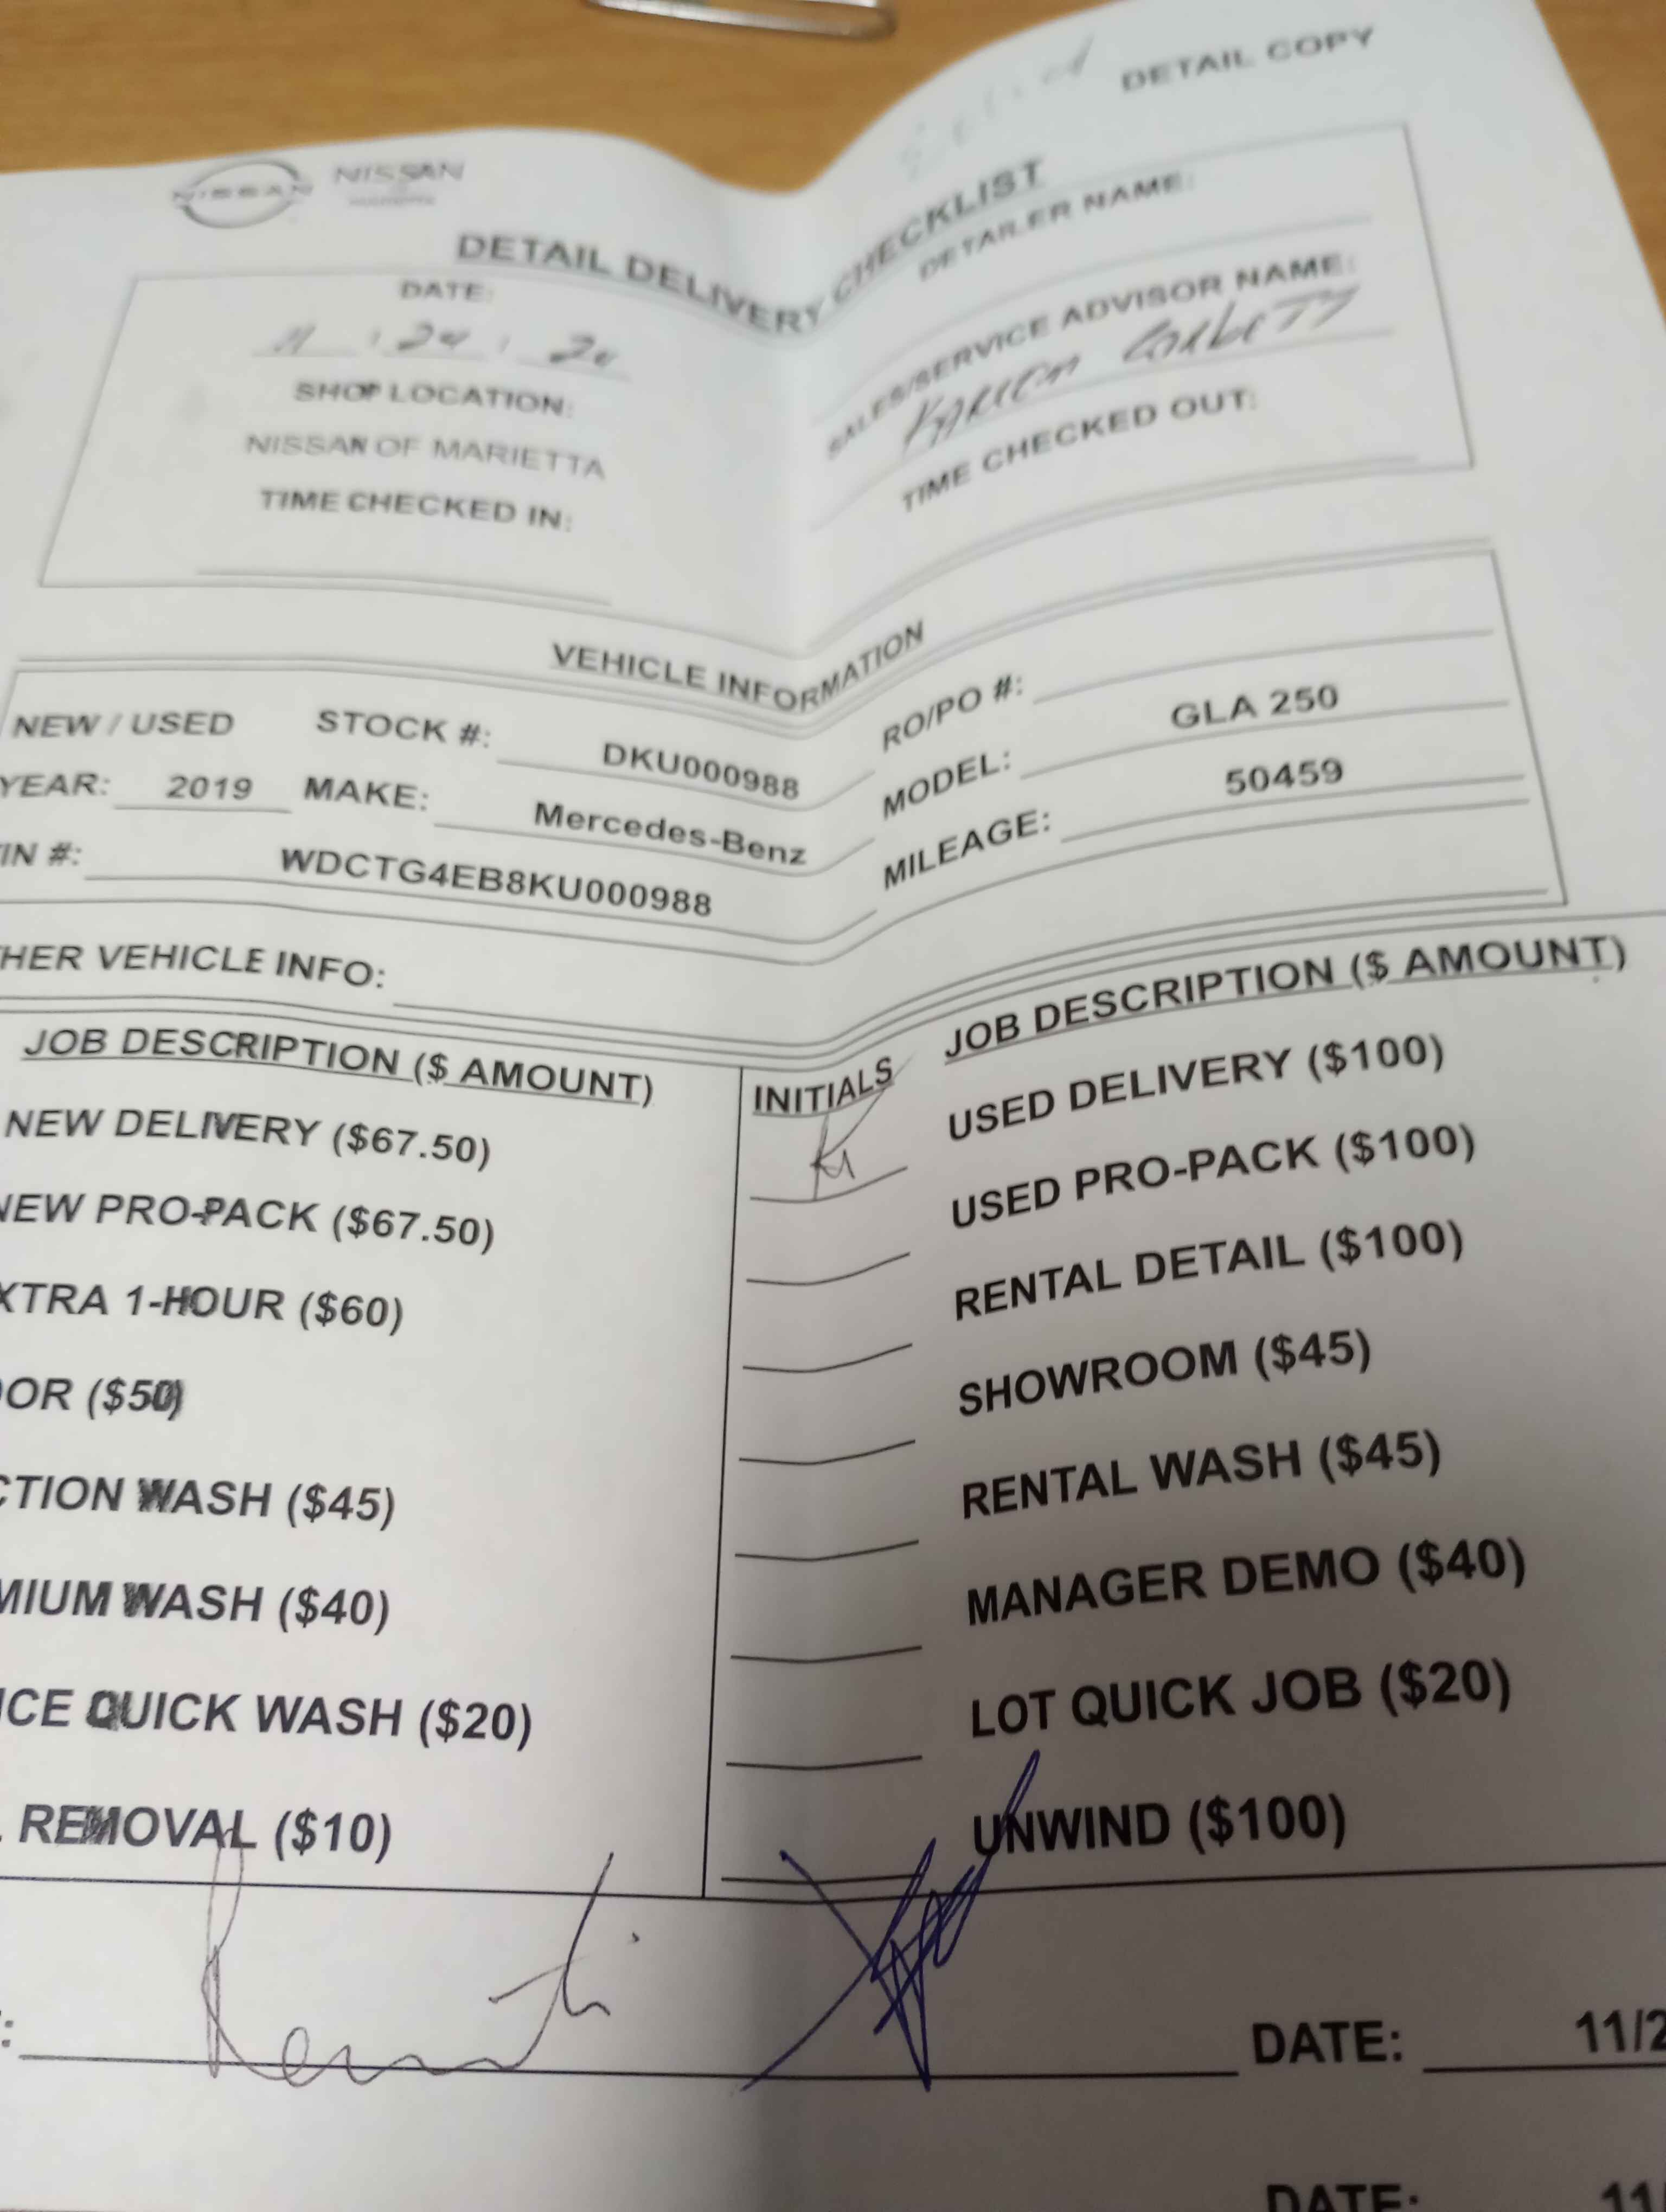 DETAIL COPY
NISSAN NISSAN
DETAIL DELIVERY CHECKLIST
DATE:
11 24 20
SHOP LOCATION:
NISSAN OF MARIETTA
TIME CHECKED IN:
DETAILER NAME:
SALES/SERVICE ADVISOR NAME:
Karen Corbett
TIME CHECKED OUT:
VEHICLE INFORMATION
NEW / USED STOCK #: DKU000988 RO/PO #:
YEAR: 2019 MAKE: Mercedes-Benz MODEL: GLA 250
IN #: WDCTG4EB8KU000988 MILEAGE: 50459
HER VEHICLE INFO:
JOB DESCRIPTION ($ AMOUNT) INITIALS JOB DESCRIPTION ($ AMOUNT)
NEW DELIVERY ($67.50) USED DELIVERY ($100)
NEW PRO-PACK ($67.50) USED PRO-PACK ($100)
XTRA 1-HOUR ($60) RENTAL DETAIL ($100)
OR ($50) SHOWROOM ($45)
CTION WASH ($45) RENTAL WASH ($45)
MIUM WASH ($40) MANAGER DEMO ($40)
ICE QUICK WASH ($20) LOT QUICK JOB ($20)
REMOVAL ($10) UNWIND ($100)
: DATE: 11/2
DATE: 11/